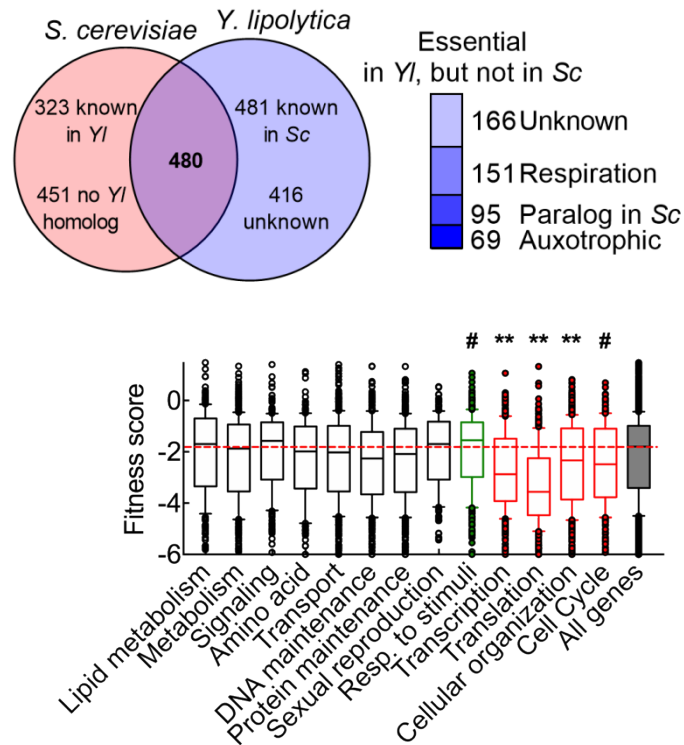 S. cerevisiae
Y. lipolytica
323 known
in Yl
451 no Yl
homolog
480
481 known
in Sc
416
unknown
Essential
in Yl, but not in Sc
166 Unknown
151 Respiration
95 Paralog in Sc
69 Auxotrophic
# ** ** ** #
Fitness score
0
-2
-4
-6
Lipid metabolism
Metabolism
Signaling
Amino acid
Transport
DNA maintenance
Protein maintenance
Sexual reproduction
Resp. to stimuli
Transcription
Translation
Cellular organization
Cell Cycle
All genes